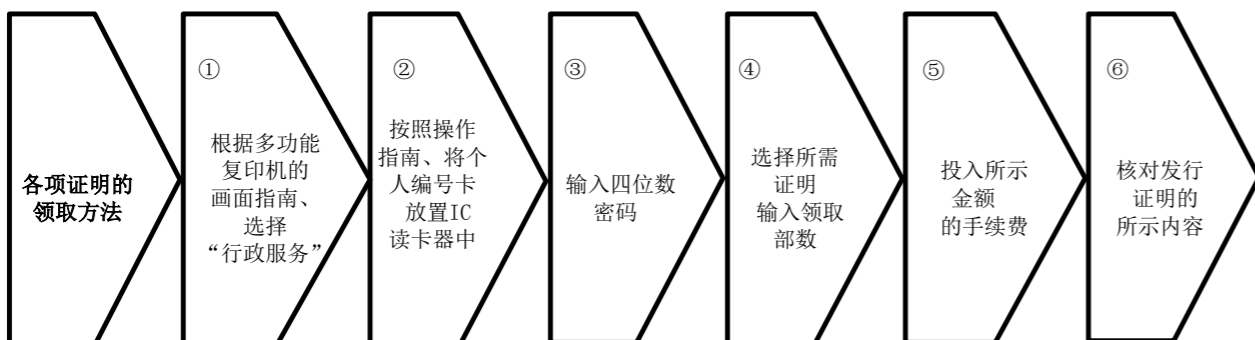 各项证明的
领取方法
①
根据多功能
复印机的
画面指南、
选择
“行政服务”
②
按照操作
指南、将个
人编号卡
放置IC
读卡器中
③
输入四位数
密码
④
选择所需
证明
输入领取
部数
⑤
投入所示
金额
的手续费
⑥
核对发行
证明的
所示内容